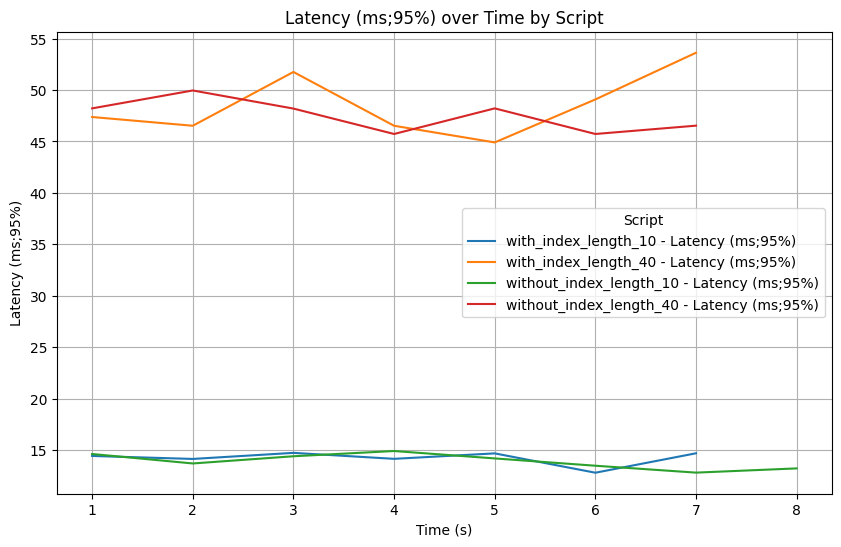 Latency (ms;95%) over Time by Script
55
50
45
40
35
30
25
20
15
Latency (ms;95%)
Script
with_index_length_10 - Latency (ms;95%)
with_index_length_40 - Latency (ms;95%)
without_index_length_10 - Latency (ms;95%)
without_index_length_40 - Latency (ms;95%)
1 2 3 4 5 6 7 8
Time (s)